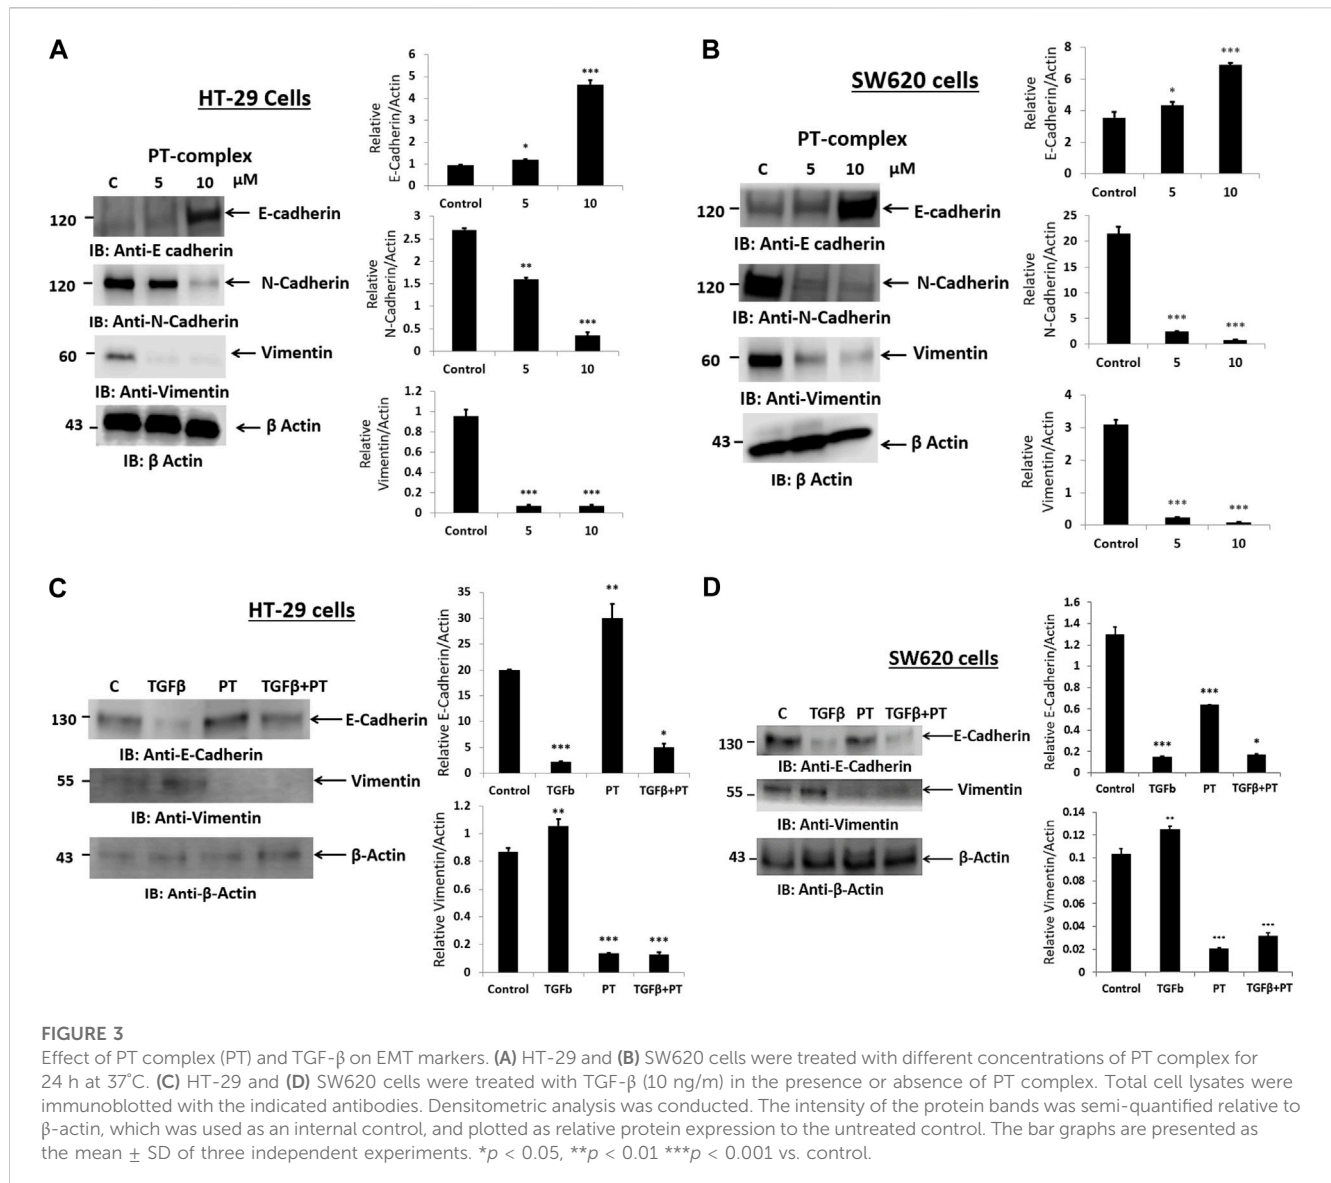 A
HT-29 Cells
PT-complex
C 5 10 μM
120
E-cadherin
IB: Anti-E cadherin
120
N-Cadherin
IB: Anti-N-Cadherin
60
Vimentin
IB: Anti-Vimentin
43
β Actin
IB: β Actin
Relative
E-Cadherin/Actin
6
5
4
3
2
1
0
*
***
Control 5 10
Relative
N-Cadherin/Actin
3
2.5
2
1.5
1
0.5
0
**
***
Control 5 10
Relative
Vimentin/Actin
1.2
1
0.8
0.6
0.4
0.2
0
***
***
Control 5 10
B
SW620 cells
PT-complex
C 5 10 μM
120
E-cadherin
IB: Anti-E cadherin
120
N-Cadherin
IB: Anti-N-Cadherin
60
Vimentin
IB: Anti-Vimentin
43
β Actin
IB: β Actin
Relative
E-Cadherin/Actin
8
6
4
2
0
*
***
Control 5 10
Relative
N-Cadherin/Actin
25
20
15
10
5
0
***
***
Control 5 10
Relative
Vimentin/Actin
4
3
2
1
0
***
***
Control 5 10
C
HT-29 cells
C TGFβ PT TGFβ+PT
130
E-Cadherin
IB: Anti-E-Cadherin
55
Vimentin
IB: Anti-Vimentin
43
β-Actin
IB: Anti-β-Actin
Relative E-Cadherin/Actin
35
30
25
20
15
10
5
0
***
**
*
Control TGFb PT TGFβ+PT
Relative Vimentin/Actin
1.2
1
0.8
0.6
0.4
0.2
0
**
***
***
Control TGFb PT TGFβ+PT
D
SW620 cells
C TGFβ PT TGFβ+PT
130
E-Cadherin
IB: Anti-E-Cadherin
55
Vimentin
IB: Anti-Vimentin
43
β-Actin
IB: Anti-β-Actin
Relative E-Cadherin/Actin
1.6
1.4
1.2
1
0.8
0.6
0.4
0.2
0
***
***
*
Control TGFb PT TGFβ+PT
Relative Vimentin/Actin
0.14
0.12
0.1
0.08
0.06
0.04
0.02
0
**
***
***
Control TGFb PT TGFβ+PT
FIGURE 3
Effect of PT complex (PT) and TGF-β on EMT markers. (A) HT-29 and (B) SW620 cells were treated with different concentrations of PT complex for
24 h at 37°C. (C) HT-29 and (D) SW620 cells were treated with TGF-β (10 ng/m) in the presence or absence of PT complex. Total cell lysates were
immunoblotted with the indicated antibodies. Densitometric analysis was conducted. The intensity of the protein bands was semi-quantified relative to
β-actin, which was used as an internal control, and plotted as relative protein expression to the untreated control. The bar graphs are presented as
the mean ± SD of three independent experiments. *p < 0.05, **p < 0.01 ***p < 0.001 vs. control.